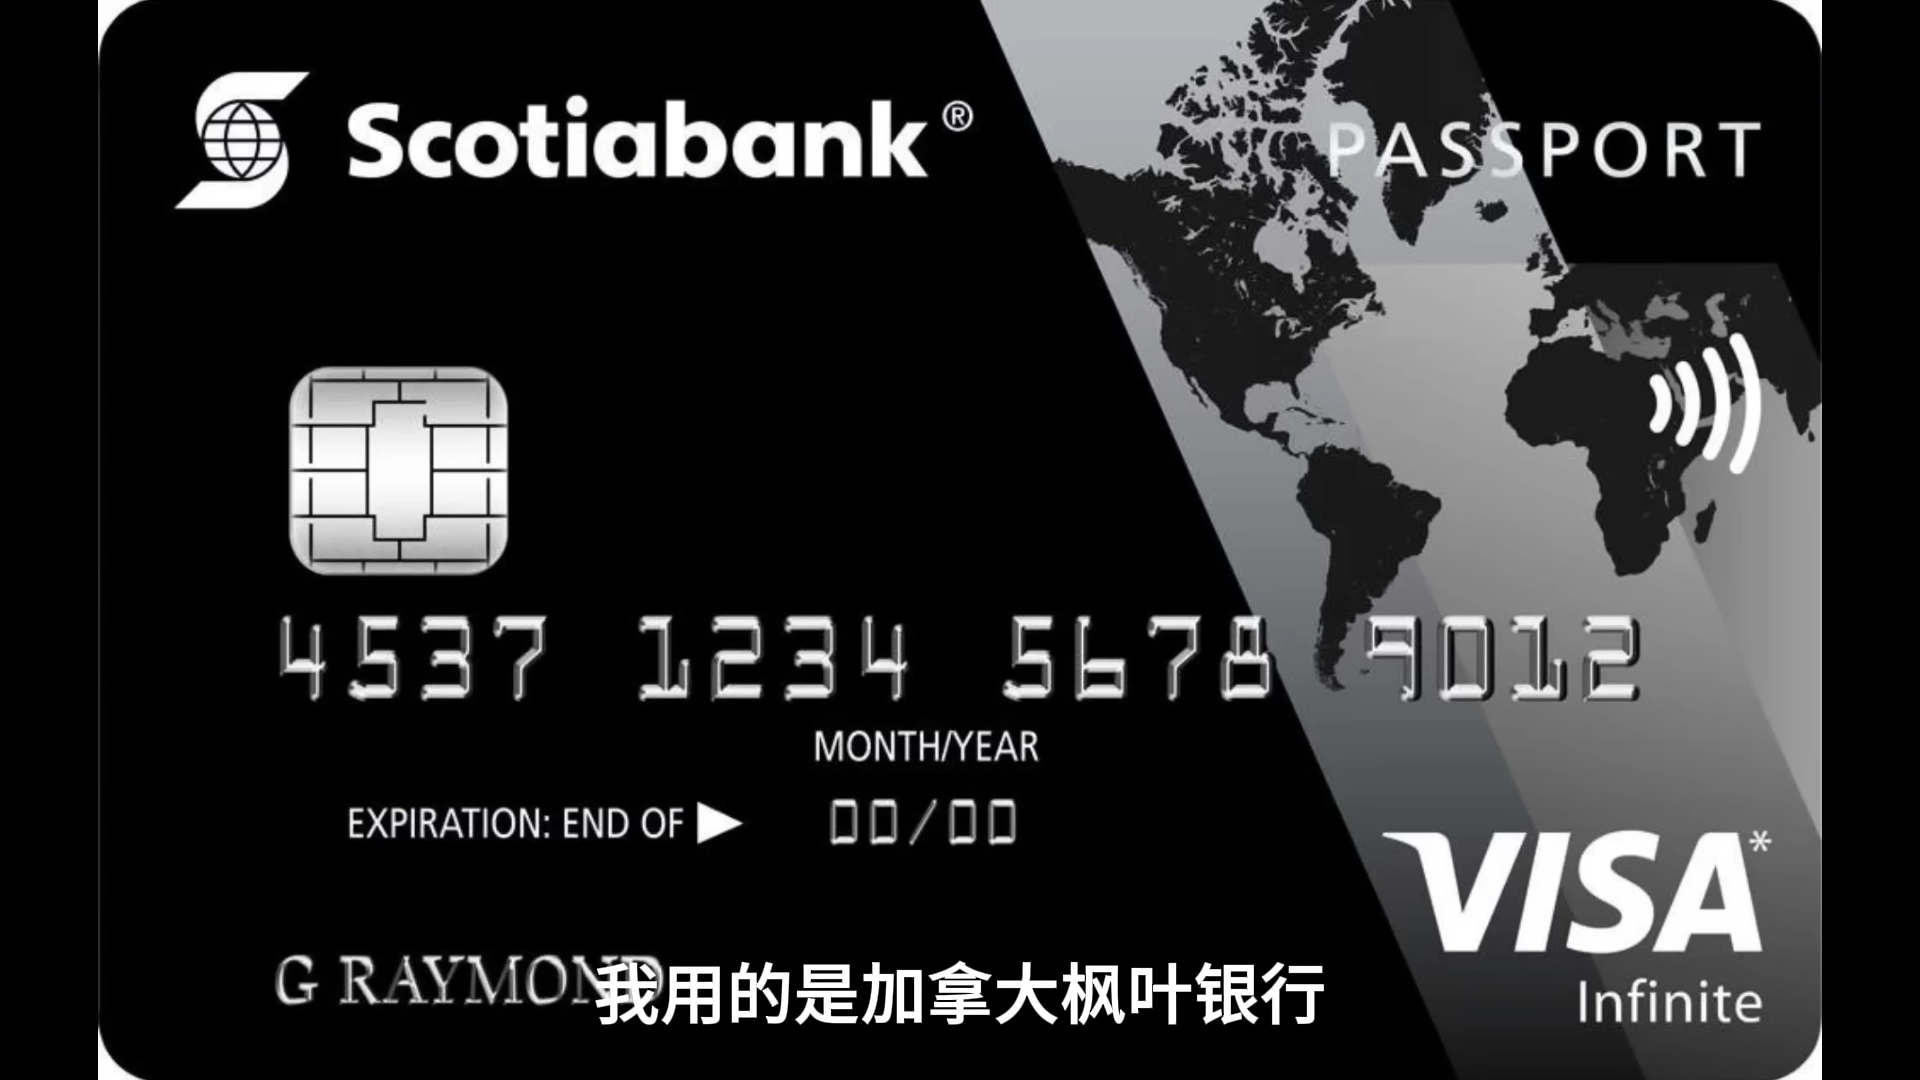 Scotiabank®
PASSPORT
4537 1234 5678 9012
MONTH/YEAR
EXPIRATION: END OF ▶ 00/00
VISA*
Infinite
G RAYMOND
我用的是加拿大枫叶银行